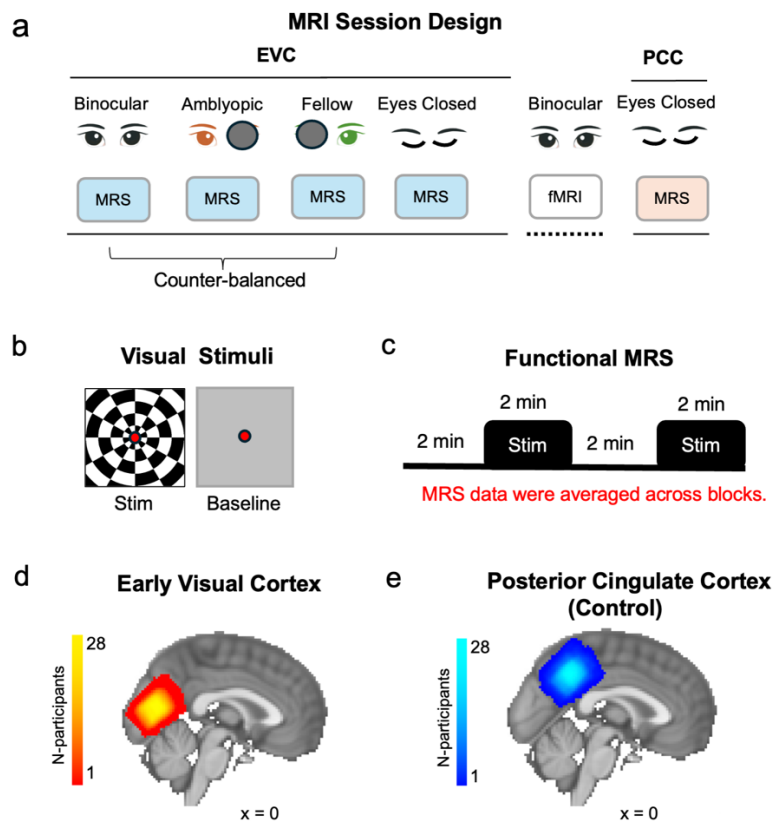 a
MRI Session Design
EVC
PCC
Binocular Amblyopic Fellow Eyes Closed Binocular Eyes Closed
MRS MRS MRS MRS fMRI MRS
Counter-balanced
b
Visual Stimuli
Stim Baseline
c
Functional MRS
2 min 2 min 2 min 2 min
Stim Stim
MRS data were averaged across blocks.
d
Early Visual Cortex
28
N-participants
1
x = 0
e
Posterior Cingulate Cortex
(Control)
28
N-participants
1
x = 0